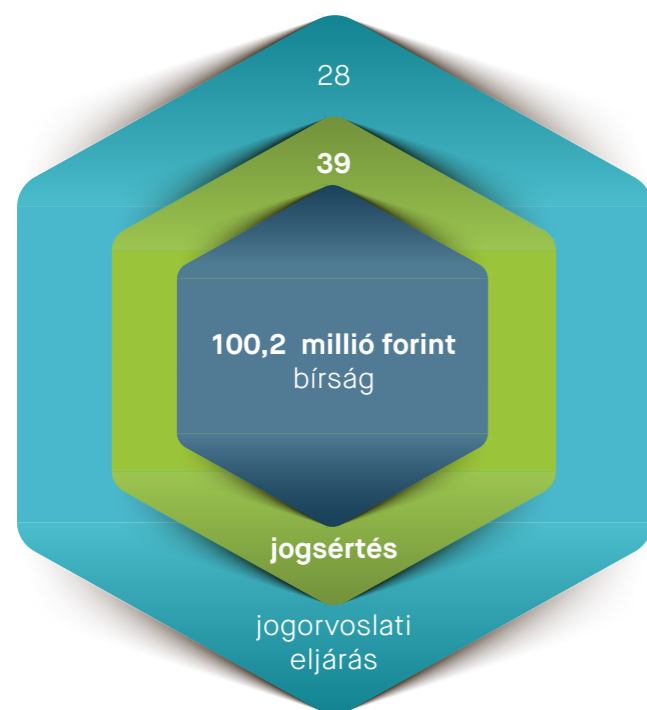 28
39
100,2 millió forint
bírság
jogsértés
jogorvoslati
eljárás